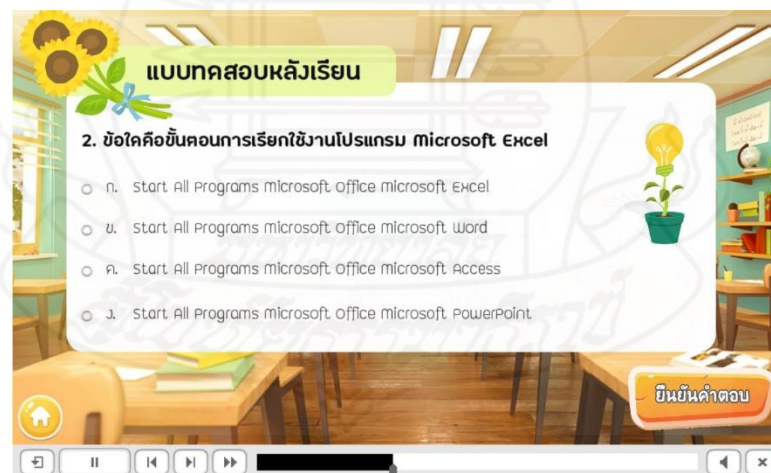 แบบทดสอบหลังเรียน
2. ข้อใดคือขั้นตอนการเรียกใช้งานโปรแกรม Microsoft Excel
ก. Start All Programs Microsoft Office Microsoft Excel
ข. Start All Programs Microsoft Office Microsoft Word
ค. Start All Programs Microsoft Office Microsoft Access
ง. Start All Programs Microsoft Office Microsoft PowerPoint
ยืนยันคำตอบ